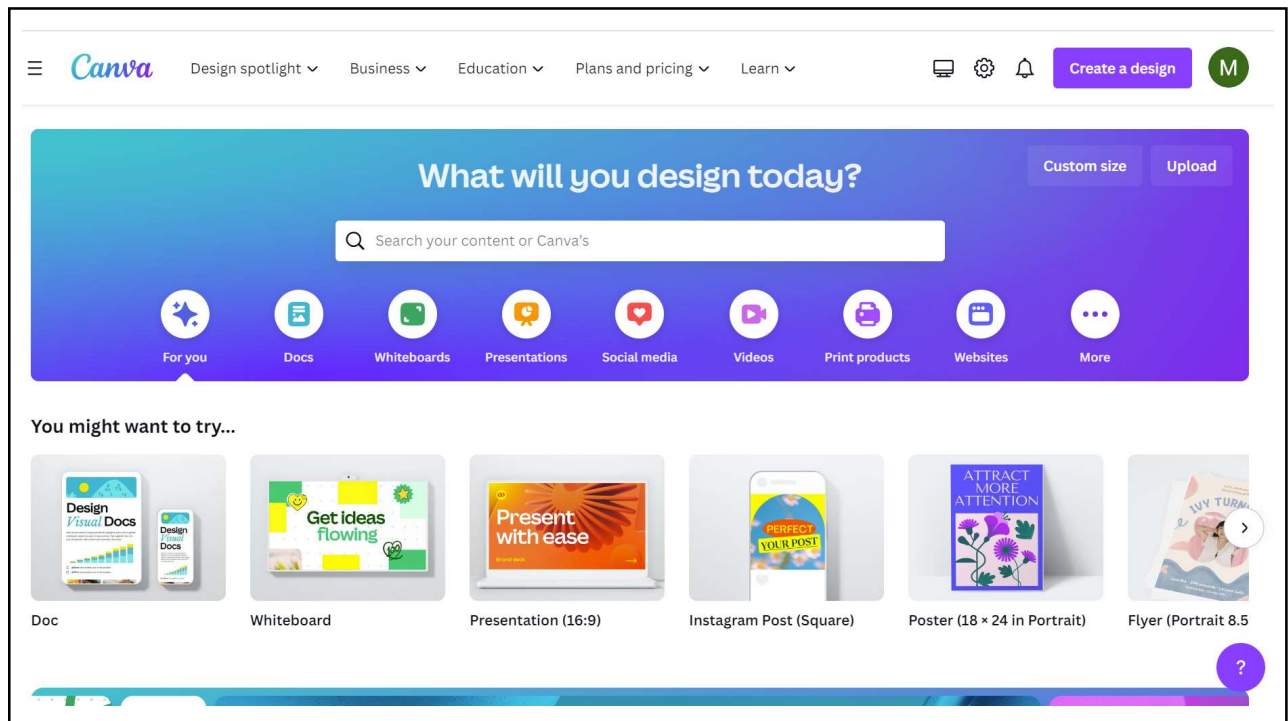 Canva
Design spotlight
Business
Education
Plans and pricing
Learn
Create a design
M
What will you design today?
Custom size
Upload
Search your content or Canva's
For you
Docs
Whiteboards
Presentations
Social media
Videos
Print products
Websites
More
You might want to try...
Design
Visual Docs
Design
Visual
Docs
Get ideas
flowing
Present
with ease
PERFECT
YOUR POST
ATTRACT
MORE
ATTENTION
IVY TURN
Doc
Whiteboard
Presentation (16:9)
Instagram Post (Square)
Poster (18 × 24 in Portrait)
Flyer (Portrait 8.5
?